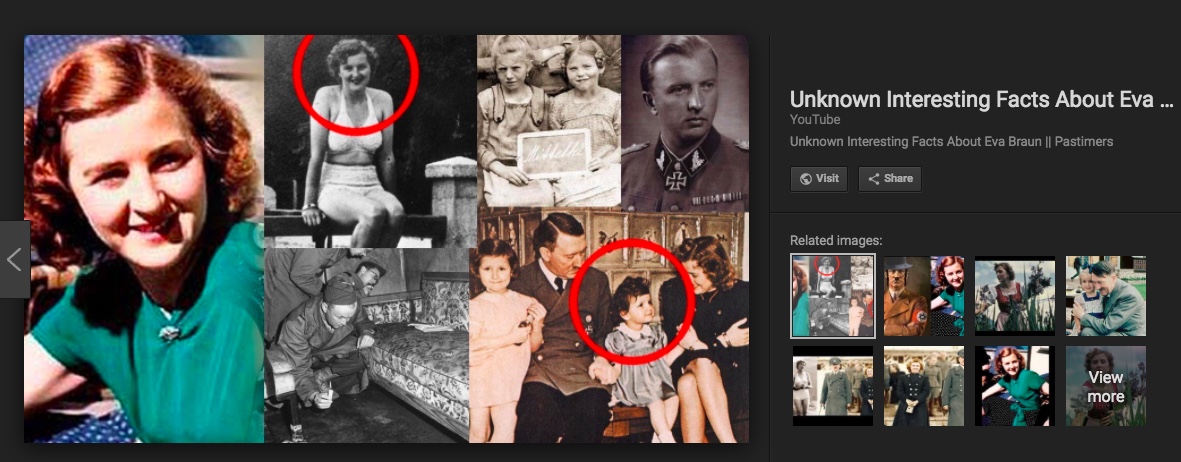 Unknown Interesting Facts About Eva ...
YouTube
Unknown Interesting Facts About Eva Braun || Pastimers
Visit
Share
Related images:
View
more